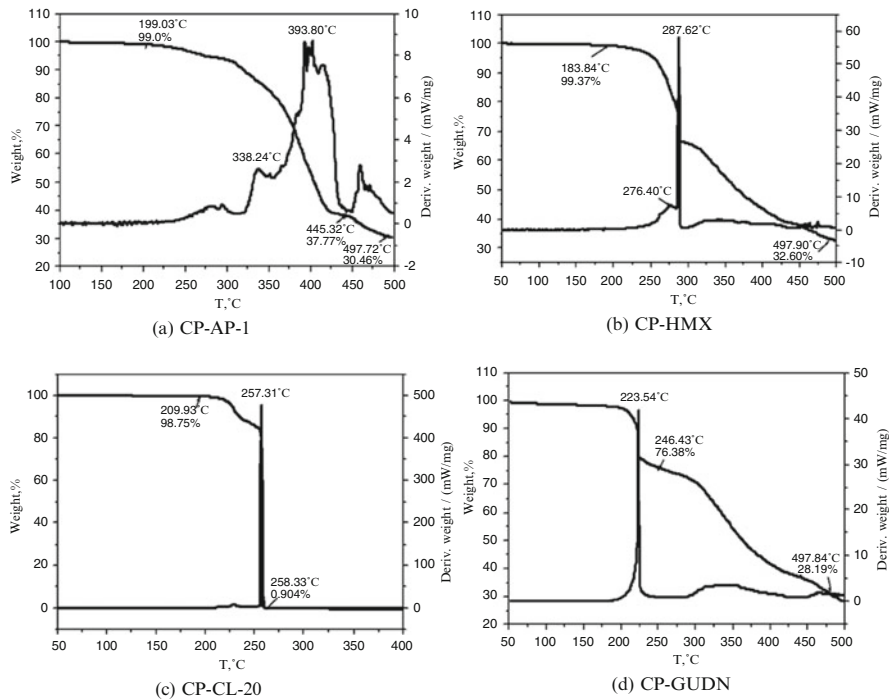 199.03°C
99.0%
393.80°C
338.24°C
445.32°C
37.77%
497.72°C
30.46%
Weight,%
110
100
90
80
70
60
50
40
30
20
Deriv. weight / (mW/mg)
10
8
6
4
2
0
-2
100 150 200 250 300 350 400 450 500
T,°C
(a) CP-AP-1
287.62°C
183.84°C
99.37%
276.40°C
497.90°C
32.60%
Weight,%
110
100
90
80
70
60
50
40
30
Deriv. weight / (mW/mg)
60
50
40
30
20
10
0
-10
50 100 150 200 250 300 350 400 450 500
T,°C
(b) CP-HMX
257.31°C
209.93°C
98.75%
258.33°C
0.904%
Weight,%
100
80
60
40
20
0
Deriv. weight / (mW/mg)
500
400
300
200
100
0
50 100 150 200 250 300 350 400
T,°C
(c) CP-CL-20
223.54°C
246.43°C
76.38%
497.84°C
28.19%
Weight,%
110
100
90
80
70
60
50
40
30
20
Deriv. weight / (mW/mg)
50
40
30
20
10
0
50 100 150 200 250 300 350 400 450 500
T,°C
(d) CP-GUDN